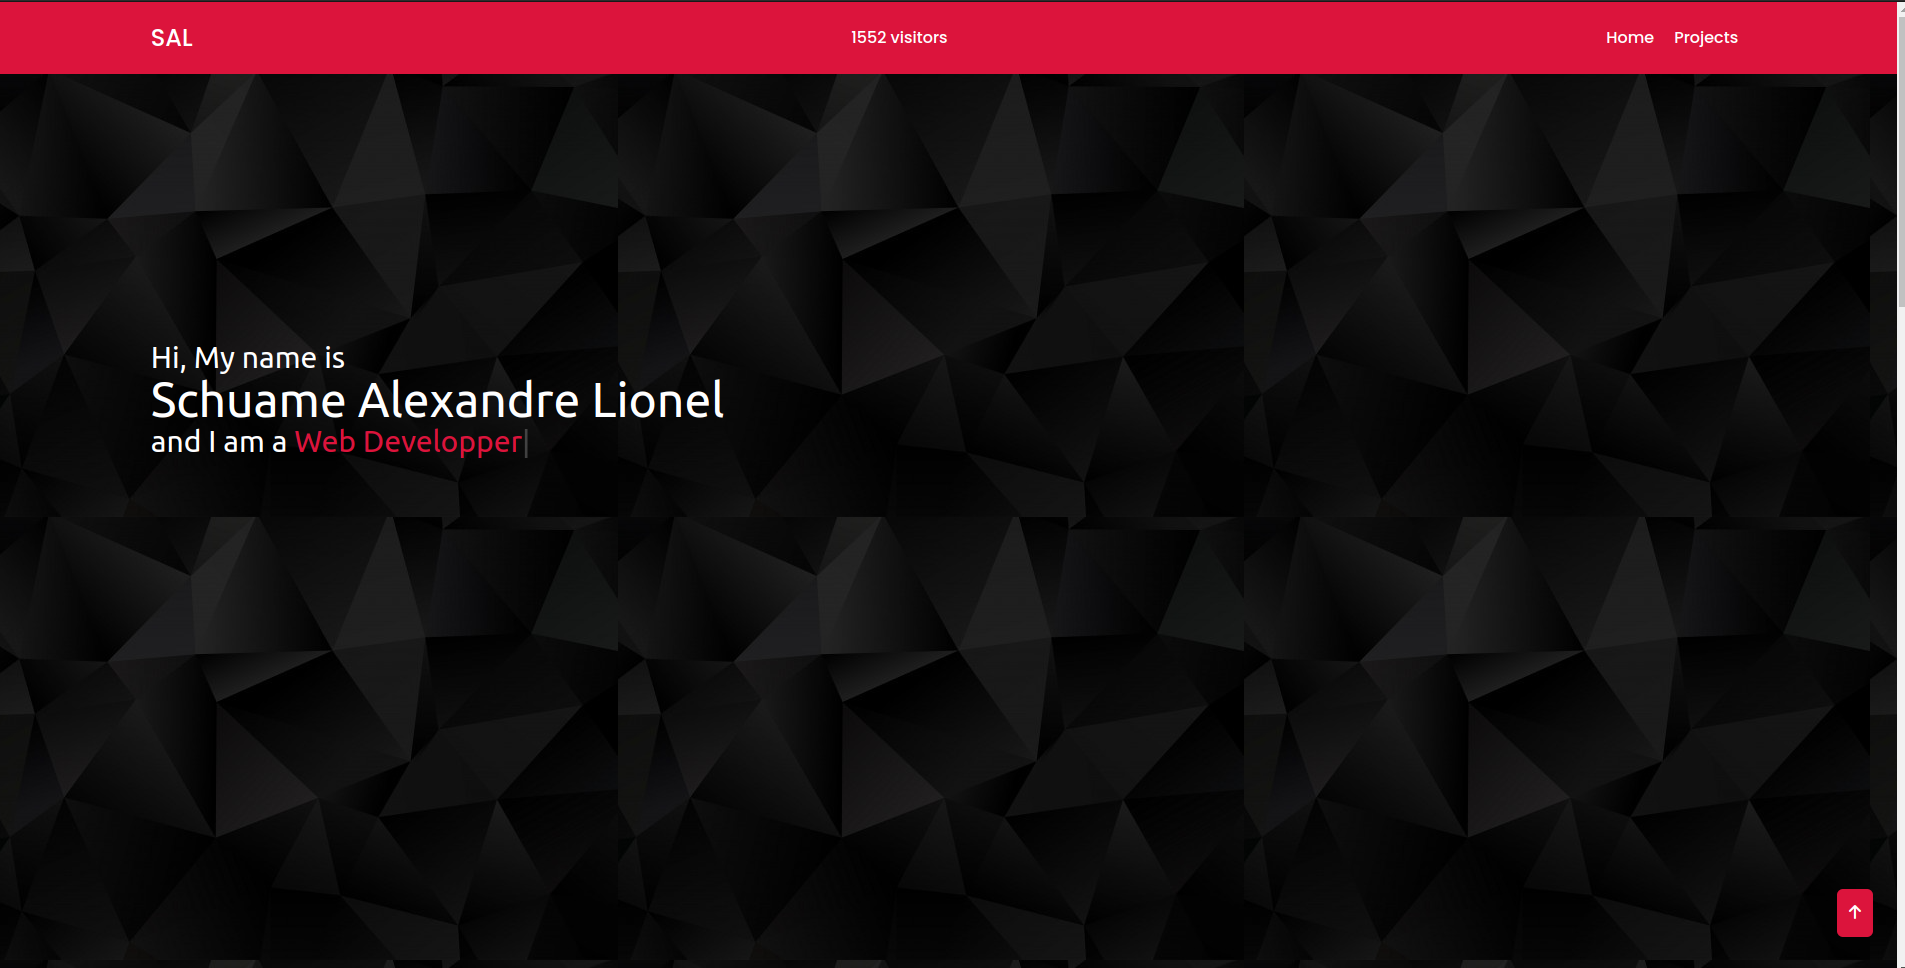 SAL
1552 visitors
Home
Projects
Hi, My name is
Schuame Alexandre Lionel
and I am a Web Developper